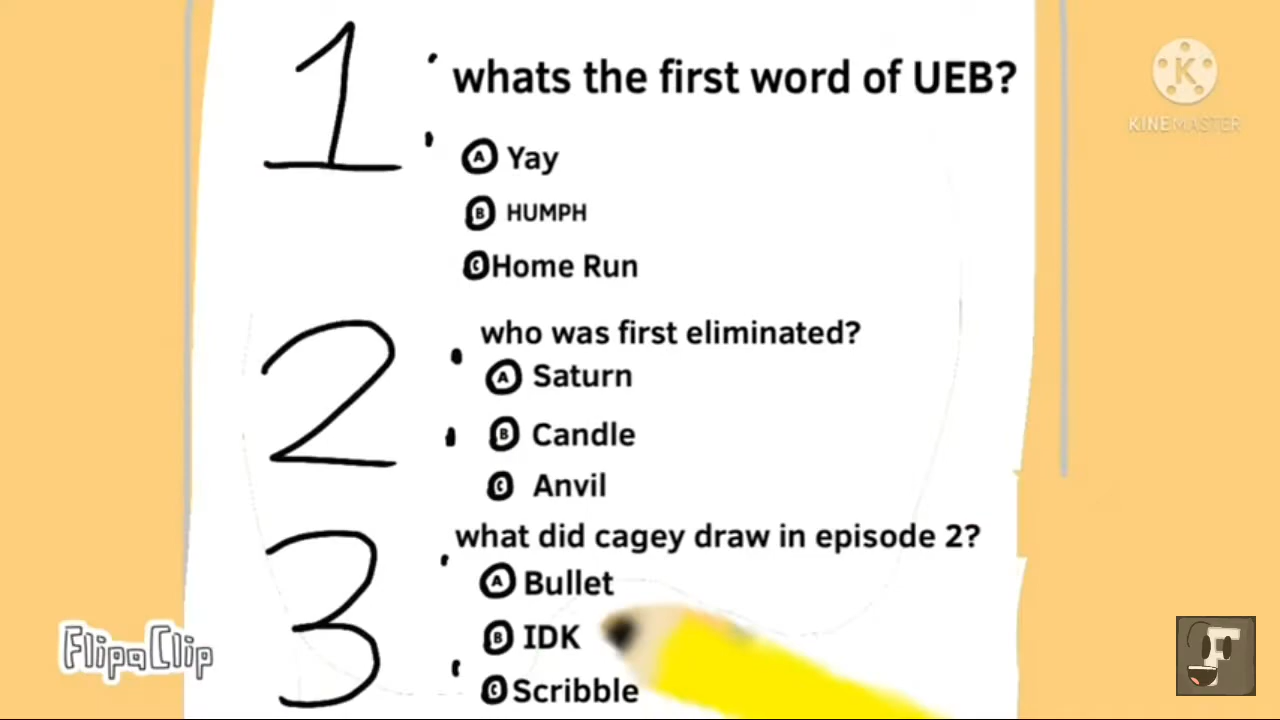 1: whats the first word of UEB?
A Yay
B HUMPH
C Home Run
2: who was first eliminated?
A Saturn
B Candle
C Anvil
3: what did cagey draw in episode 2?
A Bullet
B IDK
C Scribble
K
KINEMASTER
FlipaClip